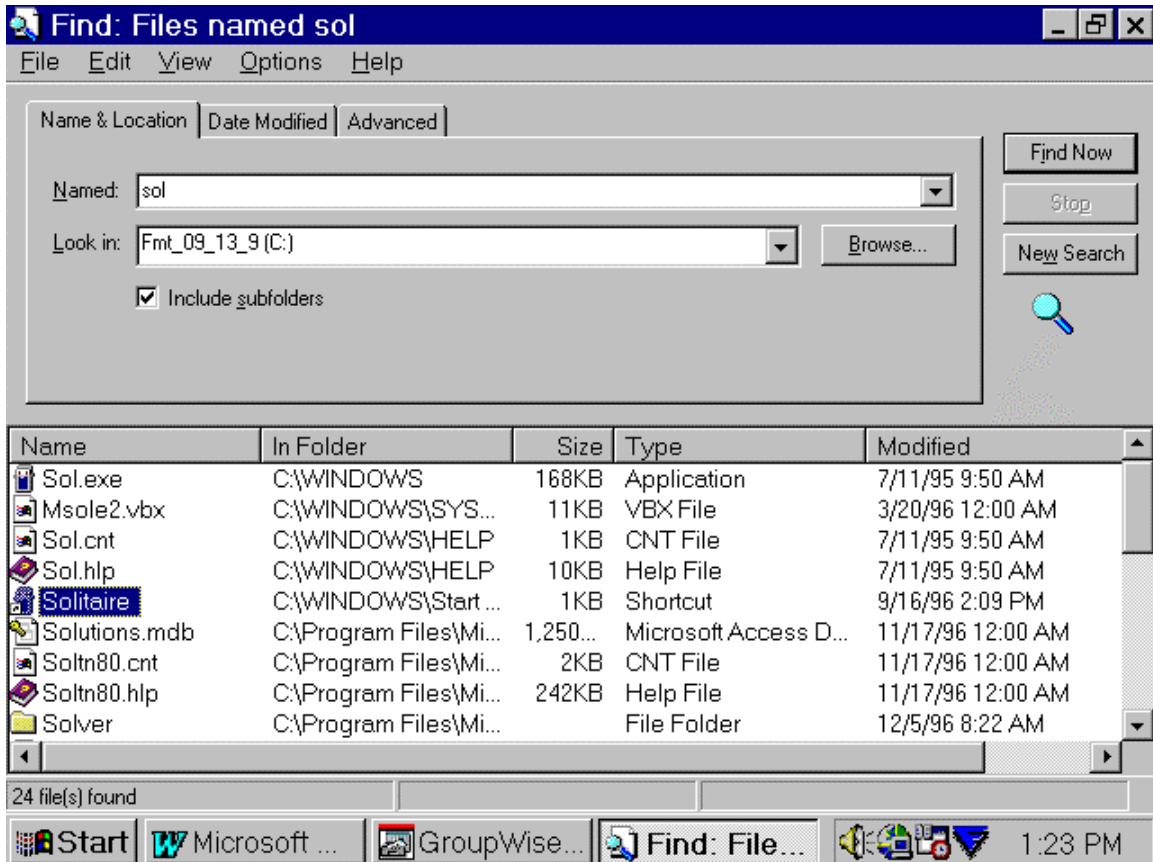 Find: Files named sol
File Edit View Options Help
Name & Location Date Modified Advanced
Find Now
Named: sol
Stop
Look in: Fmt_09_13_9 (C:) Browse...
New Search
Include subfolders
Name In Folder Size Type Modified
Sol.exe C:\WINDOWS 168KB Application 7/11/95 9:50 AM
Msole2.vbx C:\WINDOWS\SYS... 11KB VBX File 3/20/96 12:00 AM
Sol.cnt C:\WINDOWS\HELP 1KB CNT File 7/11/95 9:50 AM
Sol.hlp C:\WINDOWS\HELP 10KB Help File 7/11/95 9:50 AM
Solitaire C:\WINDOWS\Start ... 1KB Shortcut 9/16/96 2:09 PM
Solutions.mdb C:\Program Files\Mi... 1,250... Microsoft Access D... 11/17/96 12:00 AM
Soltn80.cnt C:\Program Files\Mi... 2KB CNT File 11/17/96 12:00 AM
Soltn80.hlp C:\Program Files\Mi... 242KB Help File 11/17/96 12:00 AM
Solver C:\Program Files\Mi... File Folder 12/5/96 8:22 AM
24 file(s) found
Start Microsoft ... GroupWise... Find: File... 1:23 PM